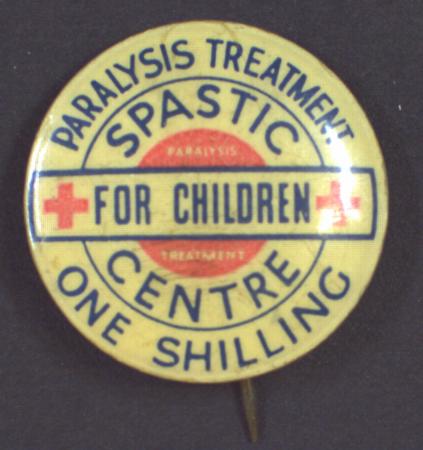 PARALYSIS TREATMENT
SPASTIC
PARALYSIS
FOR CHILDREN
TREATMENT
CENTRE
ONE SHILLING